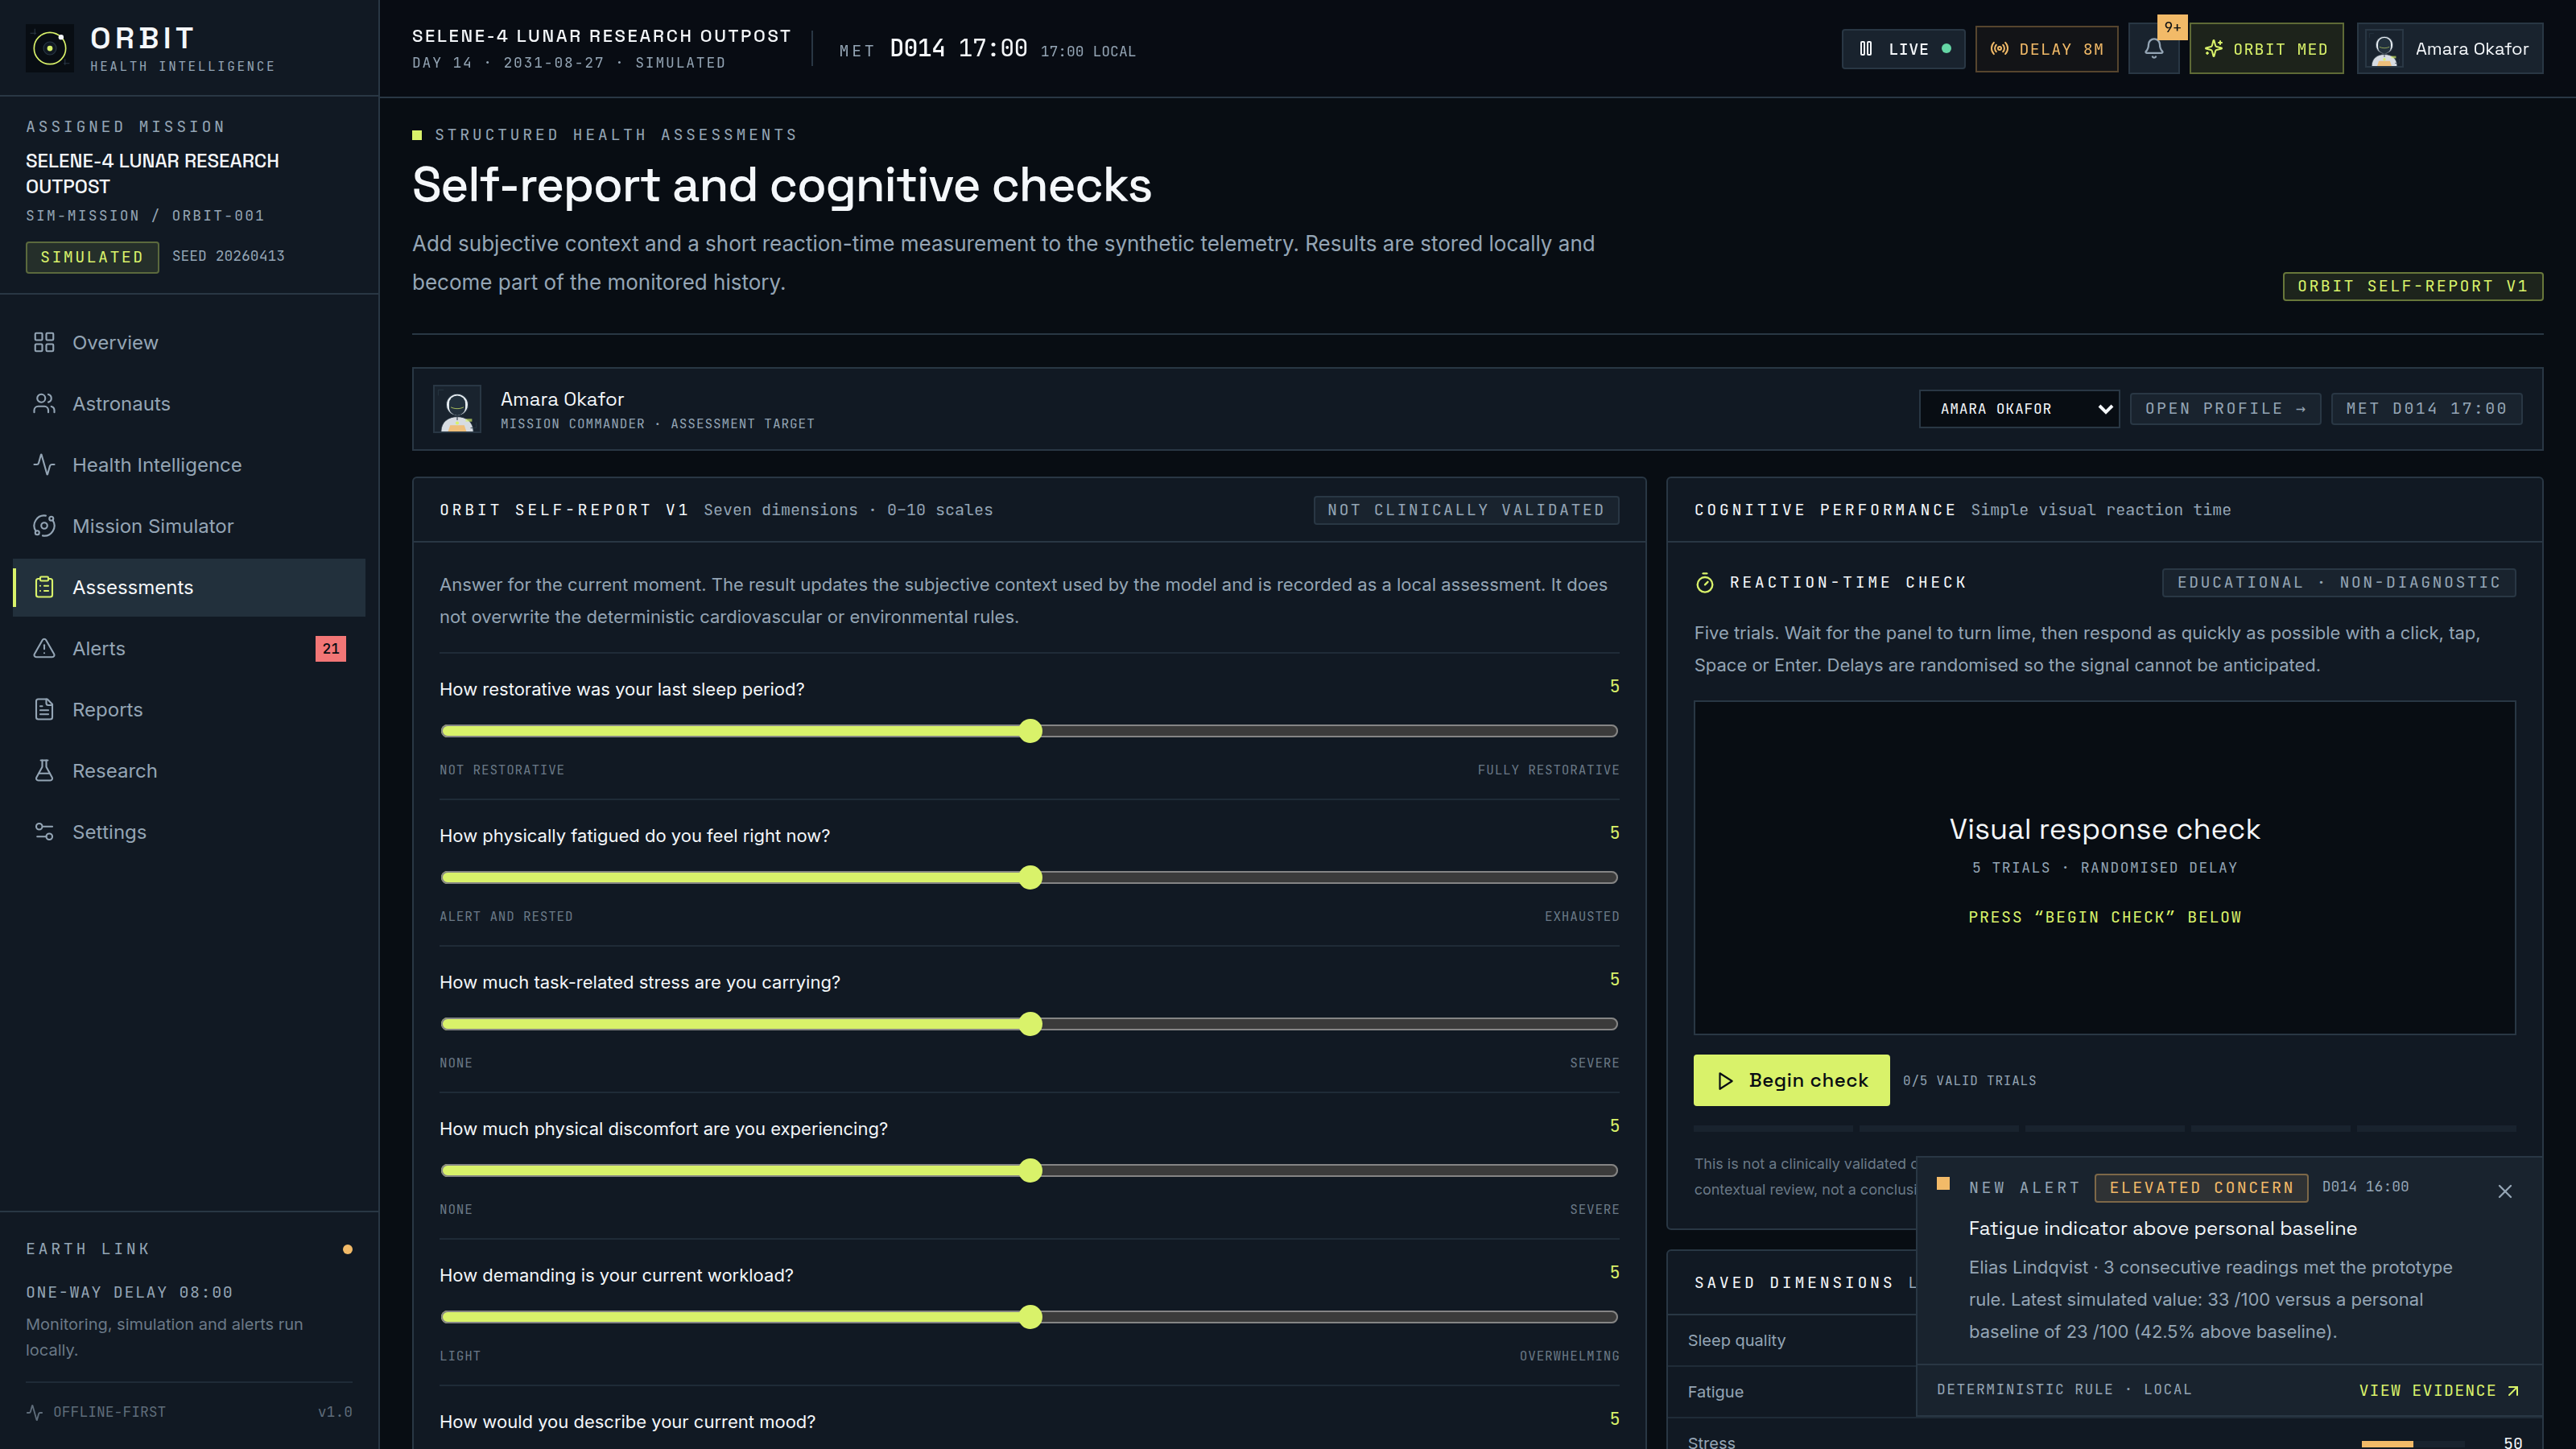 ORBIT
HEALTH INTELLIGENCE
ASSIGNED MISSION
SELENE-4 LUNAR RESEARCH
OUTPOST
SIM-MISSION / ORBIT-001
SIMULATED SEED 20260413
Overview
Astronauts
Health Intelligence
Mission Simulator
Assessments
Alerts 21
Reports
Research
Settings
EARTH LINK
ONE-WAY DELAY 08:00
Monitoring, simulation and alerts run
locally.
OFFLINE-FIRST v1.0
SELENE-4 LUNAR RESEARCH OUTPOST
DAY 14 · 2031-08-27 · SIMULATED
MET D014 17:00 17:00 LOCAL
LIVE
DELAY 8M
9+
ORBIT MED
Amara Okafor
STRUCTURED HEALTH ASSESSMENTS
Self-report and cognitive checks
Add subjective context and a short reaction-time measurement to the synthetic telemetry. Results are stored locally and
become part of the monitored history.
ORBIT SELF-REPORT V1
Amara Okafor
MISSION COMMANDER · ASSESSMENT TARGET
AMARA OKAFOR
OPEN PROFILE →
MET D014 17:00
ORBIT SELF-REPORT V1 Seven dimensions · 0–10 scales
NOT CLINICALLY VALIDATED
Answer for the current moment. The result updates the subjective context used by the model and is recorded as a local assessment. It does
not overwrite the deterministic cardiovascular or environmental rules.
How restorative was your last sleep period? 5
NOT RESTORATIVE FULLY RESTORATIVE
How physically fatigued do you feel right now? 5
ALERT AND RESTED EXHAUSTED
How much task-related stress are you carrying? 5
NONE SEVERE
How much physical discomfort are you experiencing? 5
NONE SEVERE
How demanding is your current workload? 5
LIGHT OVERWHELMING
How would you describe your current mood? 5
COGNITIVE PERFORMANCE Simple visual reaction time
REACTION-TIME CHECK
EDUCATIONAL · NON-DIAGNOSTIC
Five trials. Wait for the panel to turn lime, then respond as quickly as possible with a click, tap,
Space or Enter. Delays are randomised so the signal cannot be anticipated.
Visual response check
5 TRIALS · RANDOMISED DELAY
PRESS “BEGIN CHECK” BELOW
Begin check 0/5 VALID TRIALS
This is not a clinically validated
contextual review, not a
SAVED DIMENSIONS
Sleep quality
Fatigue
Stress 50
NEW ALERT ELEVATED CONCERN D014 16:00
Fatigue indicator above personal baseline
Elias Lindqvist · 3 consecutive readings met the prototype
rule. Latest simulated value: 33 /100 versus a personal
baseline of 23 /100 (42.5% above baseline).
DETERMINISTIC RULE · LOCAL
VIEW EVIDENCE